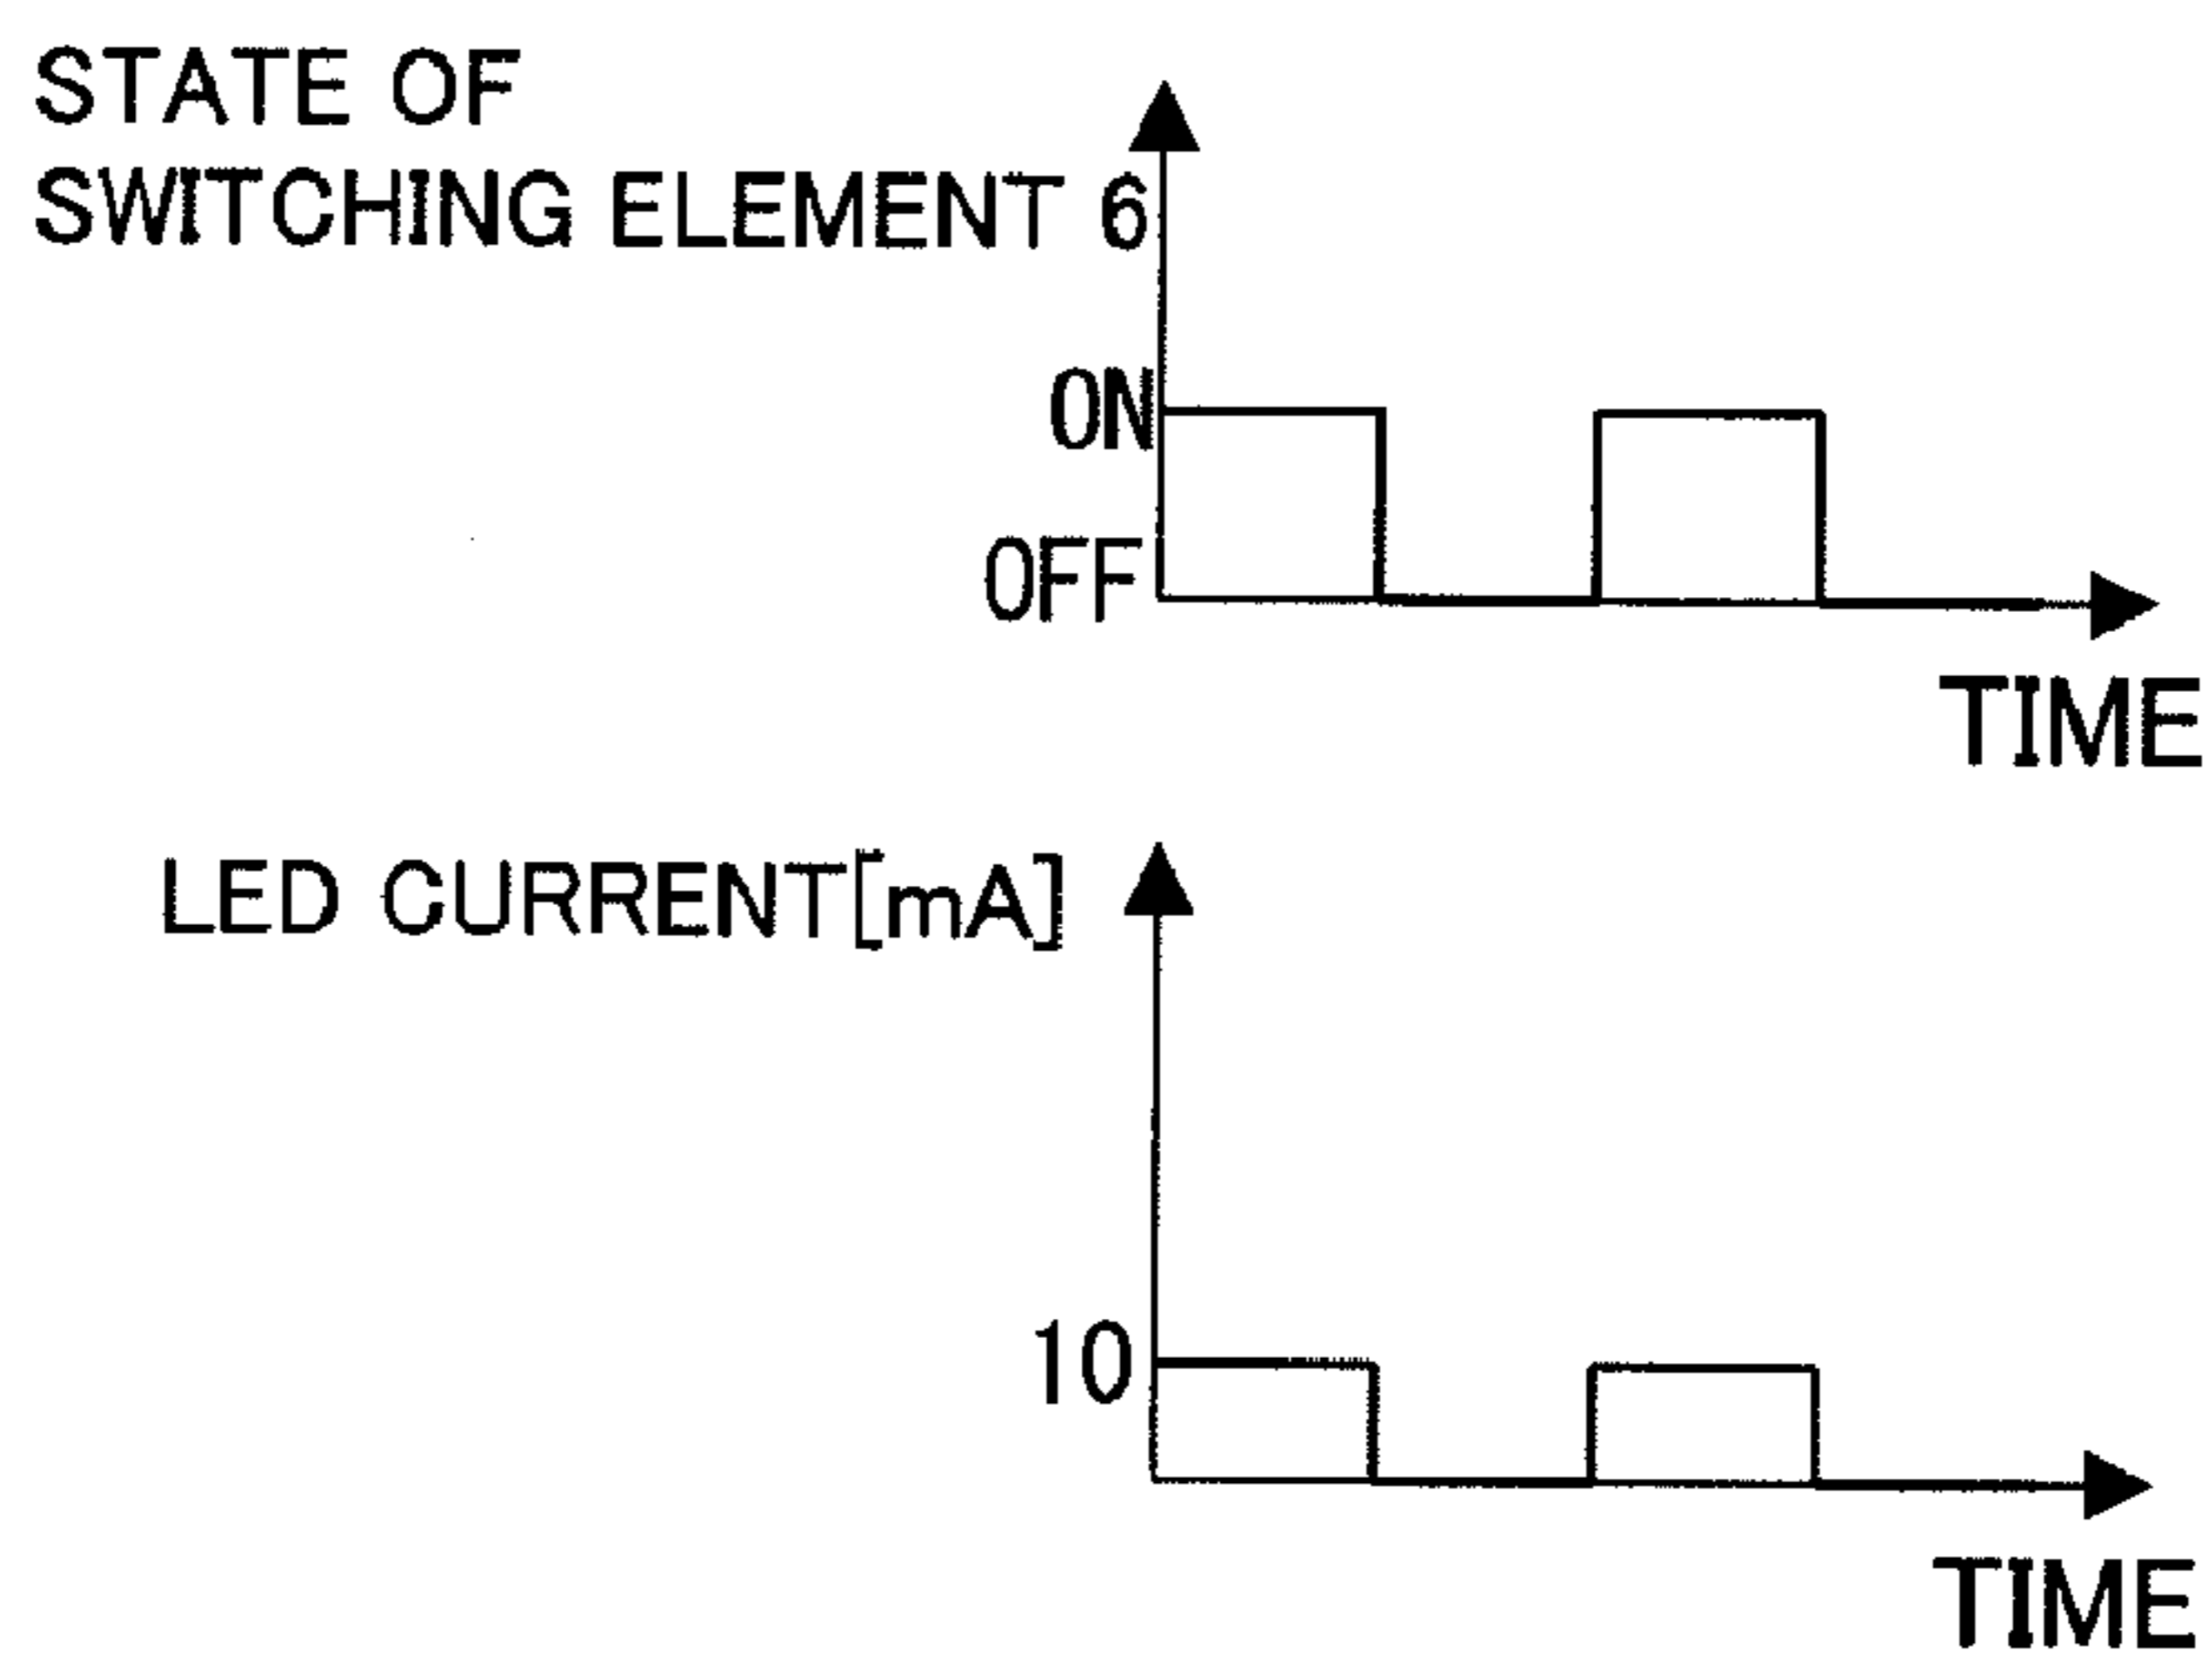 STATE OF
SWITCHING ELEMENT 6
ON
OFF
TIME
LED CURRENT[mA]
10
TIME